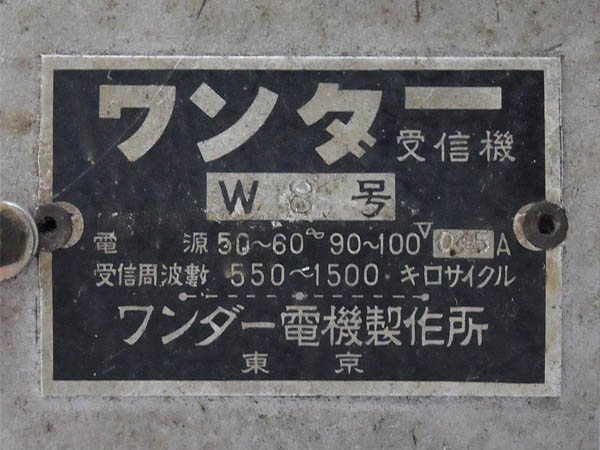 ワンダー受信機
W 8 号
電源 50〜60~ 90〜100V 0.45A
受信周波數 550〜1500 キロサイクル
ワンダー電機製作所
東京